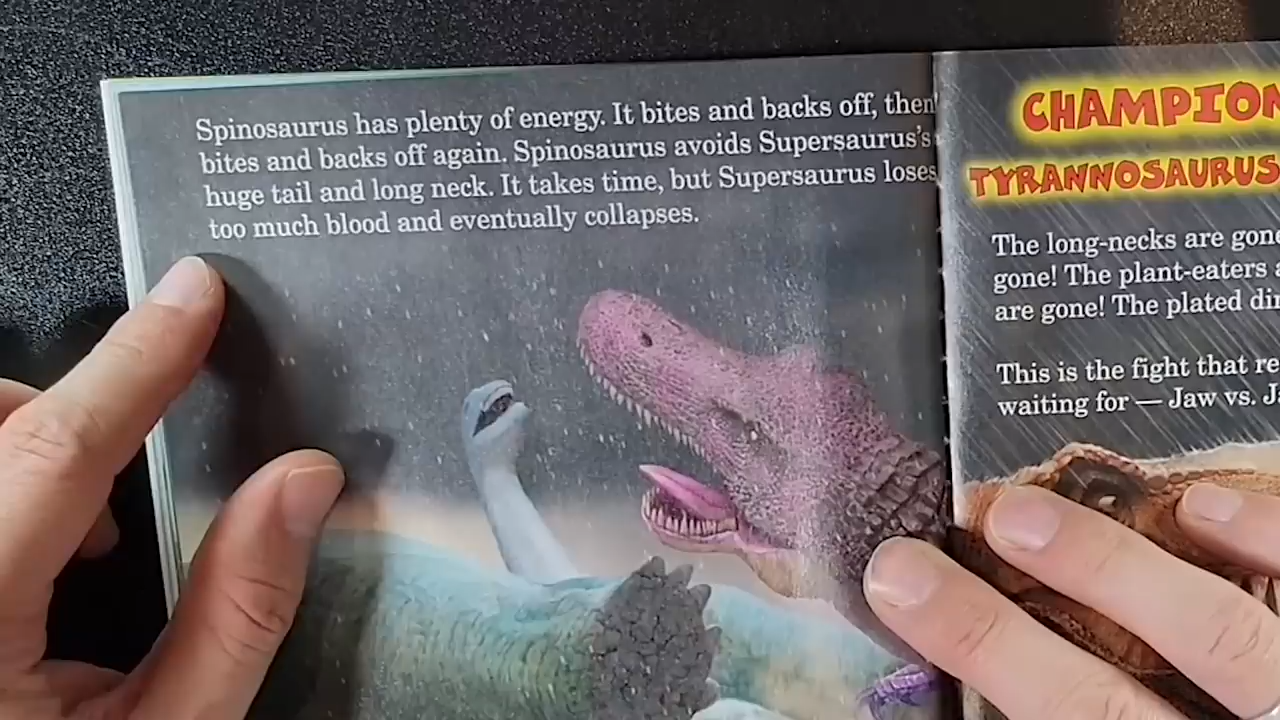 Spinosaurus has plenty of energy. It bites and backs off, then
bites and backs off again. Spinosaurus avoids Supersaurus's
huge tail and long neck. It takes time, but Supersaurus loses
too much blood and eventually collapses.
CHAMPION
TYRANNOSAURUS
The long-necks are gone
gone! The plant-eaters
are gone! The plated
This is the fight that
waiting for — Jaw vs.